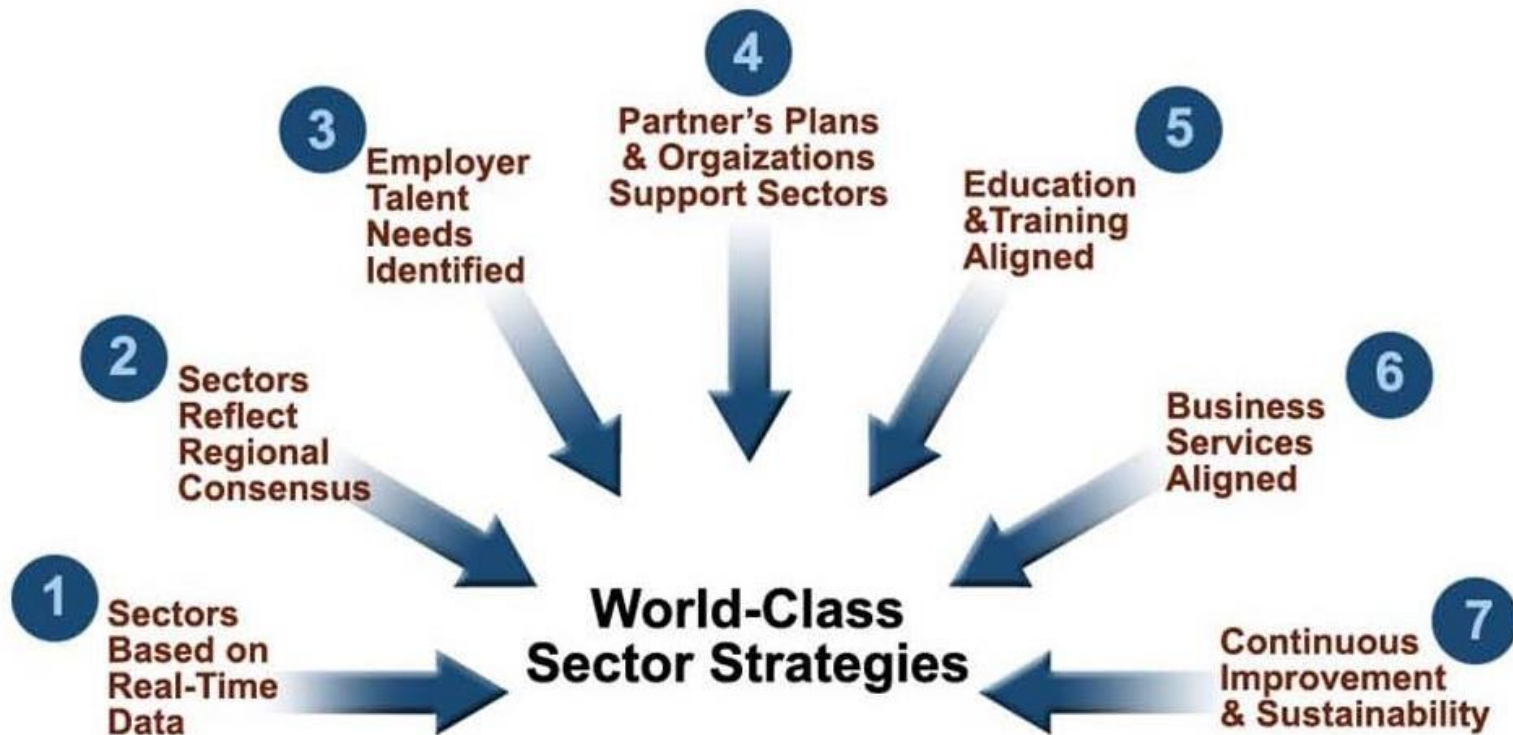 1
Sectors
Based on
Real-Time
Data
2
Sectors
Reflect
Regional
Consensus
3
Employer
Talent
Needs
Identified
4
Partner's Plans
& Orgaizations
Support Sectors
5
Education
&Training
Aligned
6
Business
Services
Aligned
7
Continuous
Improvement
& Sustainability
World-Class
Sector Strategies